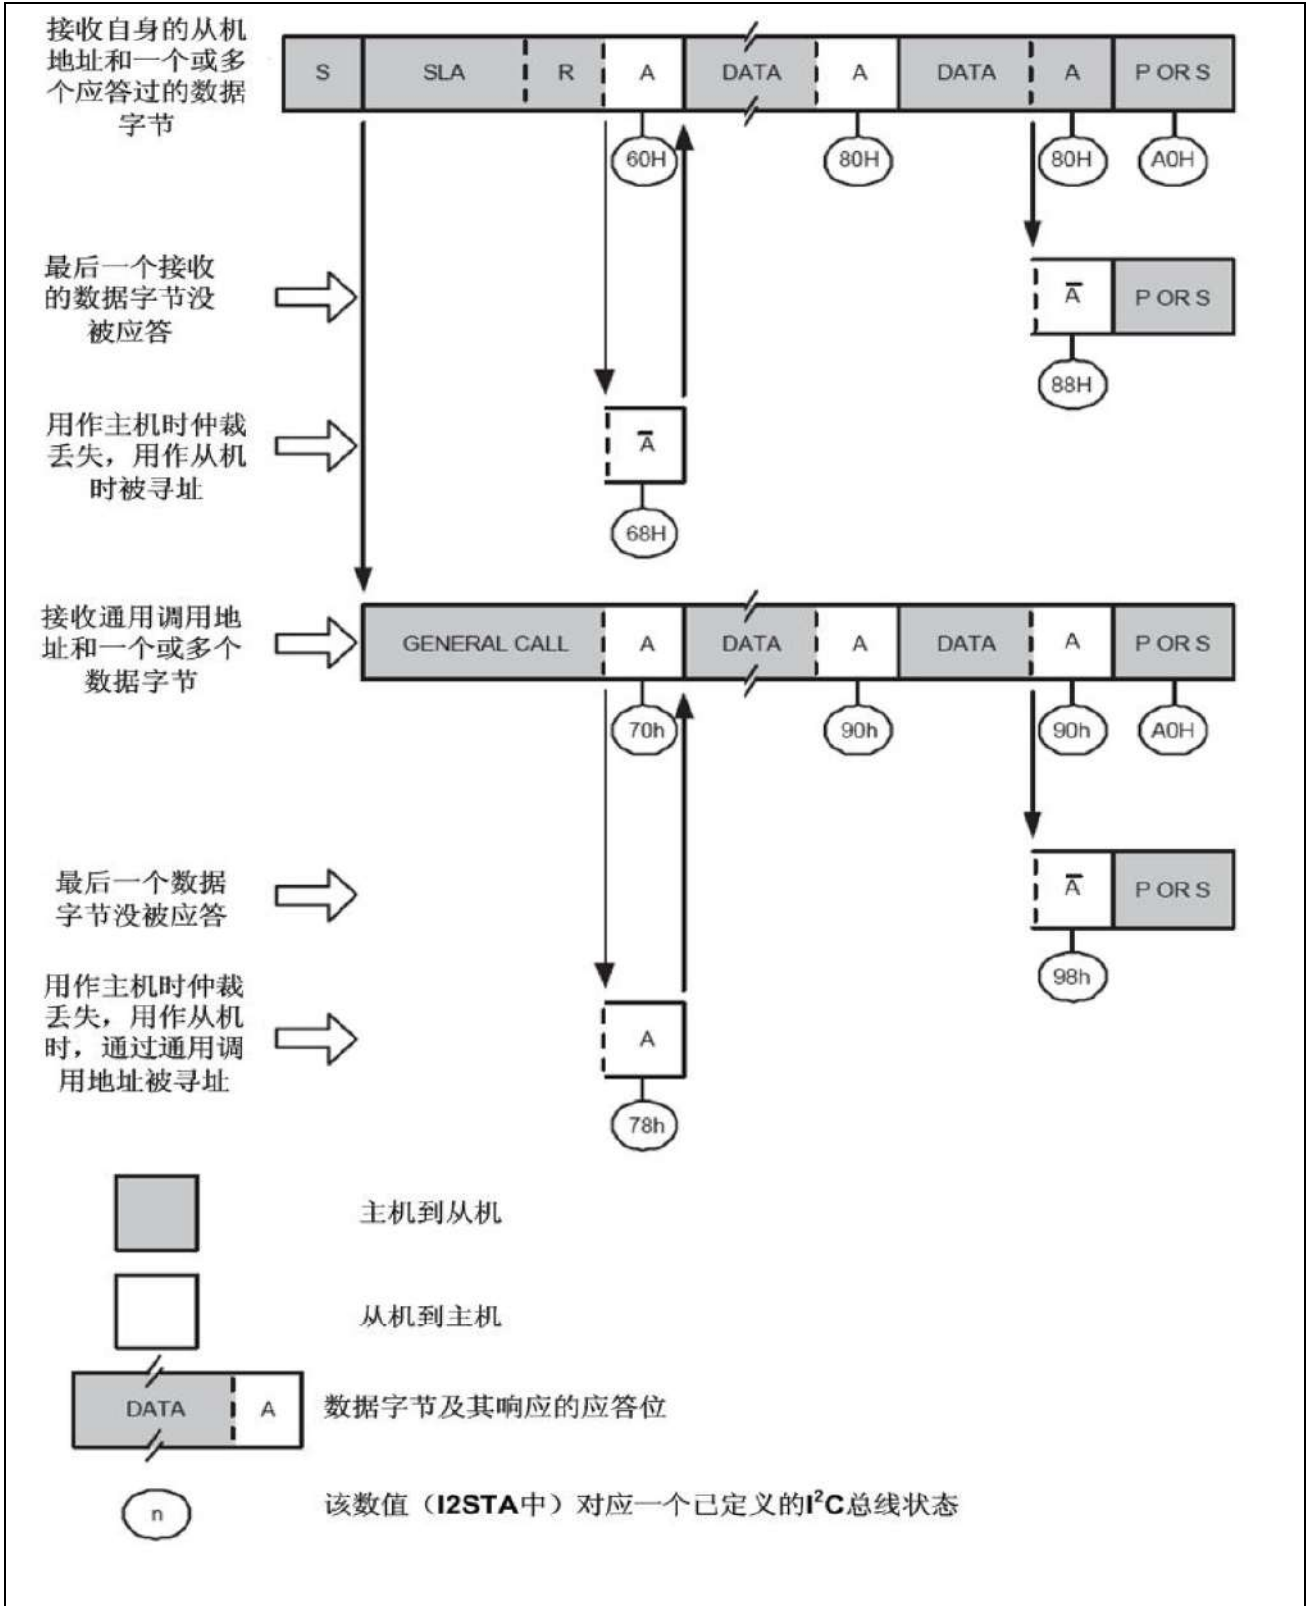 接收自身的从机
地址和一个或多
个应答过的数据
字节
S SLA R A DATA A DATA A P OR S
60H 80H 80H A0H
最后一个接收
的数据字节没
被应答
A̅ P OR S
88H
用作主机时仲裁
丢失，用作从机
时被寻址
A̅
68H
接收通用调用地
址和一个或多个
数据字节
GENERAL CALL A DATA A DATA A P OR S
70h 90h 90h A0H
最后一个数据
字节没被应答
A̅ P OR S
98h
用作主机时仲裁
丢失，用作从机
时，通过通用调
用地址被寻址
A
78h
主机到从机
从机到主机
DATA A 数据字节及其响应的应答位
n 该数值（I2STA中）对应一个已定义的I²C总线状态